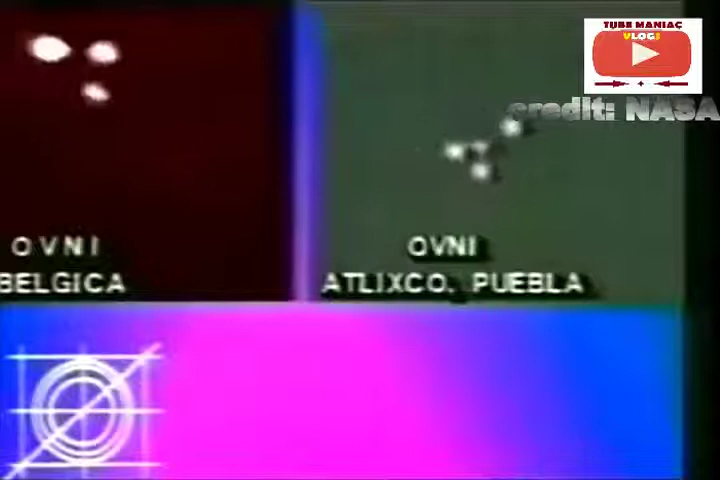 TUBE MANIAC
VLOGS
credit: NASA
OVNI
BELGICA
OVNI
ATLIXCO, PUEBLA